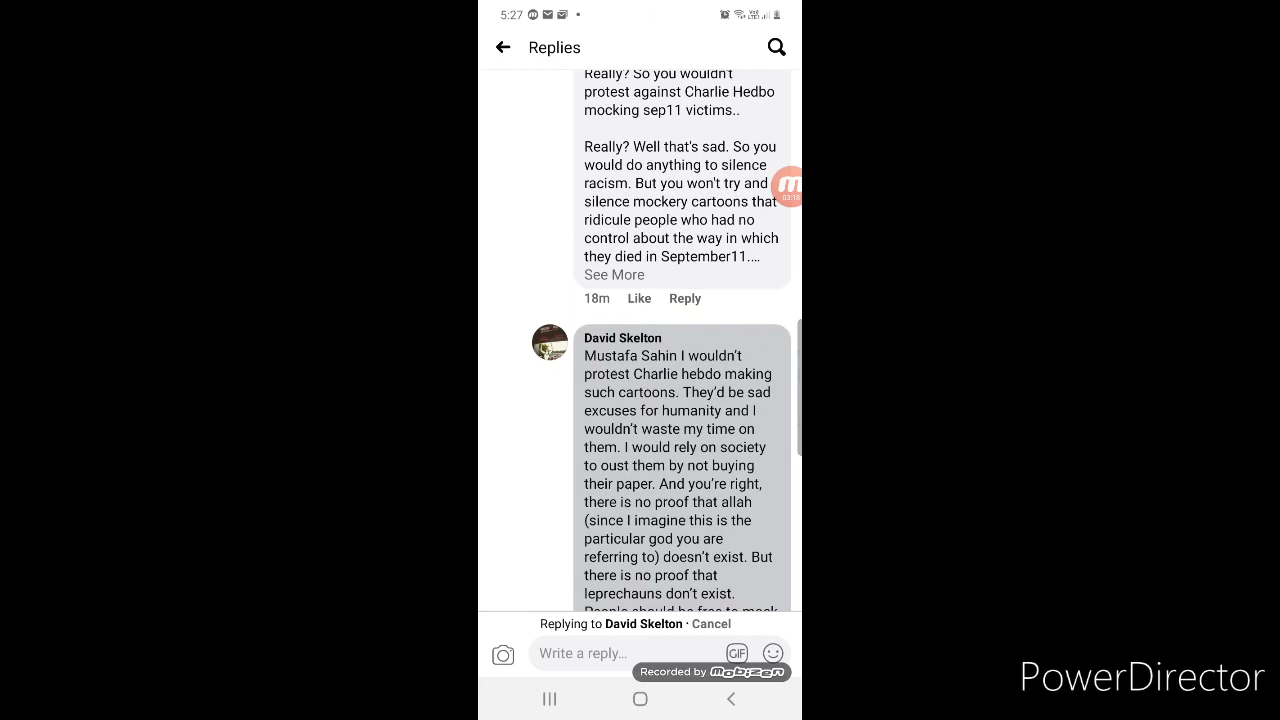 5:27
Replies
Really? So you wouldn't
protest against Charlie Hedbo
mocking sep11 victims..
Really? Well that's sad. So you
would do anything to silence
racism. But you won't try and
silence mockery cartoons that
ridicule people who had no
control about the way in which
they died in September11....
See More
18m Like Reply
David Skelton
Mustafa Sahin I wouldn't
protest Charlie hebdo making
such cartoons. They'd be sad
excuses for humanity and I
wouldn't waste my time on
them. I would rely on society
to oust them by not buying
their paper. And you're right,
there is no proof that allah
(since I imagine this is the
particular god you are
referring to) doesn't exist. But
there is no proof that
leprechauns don't exist.
People should be free to mock
Replying to David Skelton · Cancel
Write a reply...
GIF
Recorded by mobizen
PowerDirector